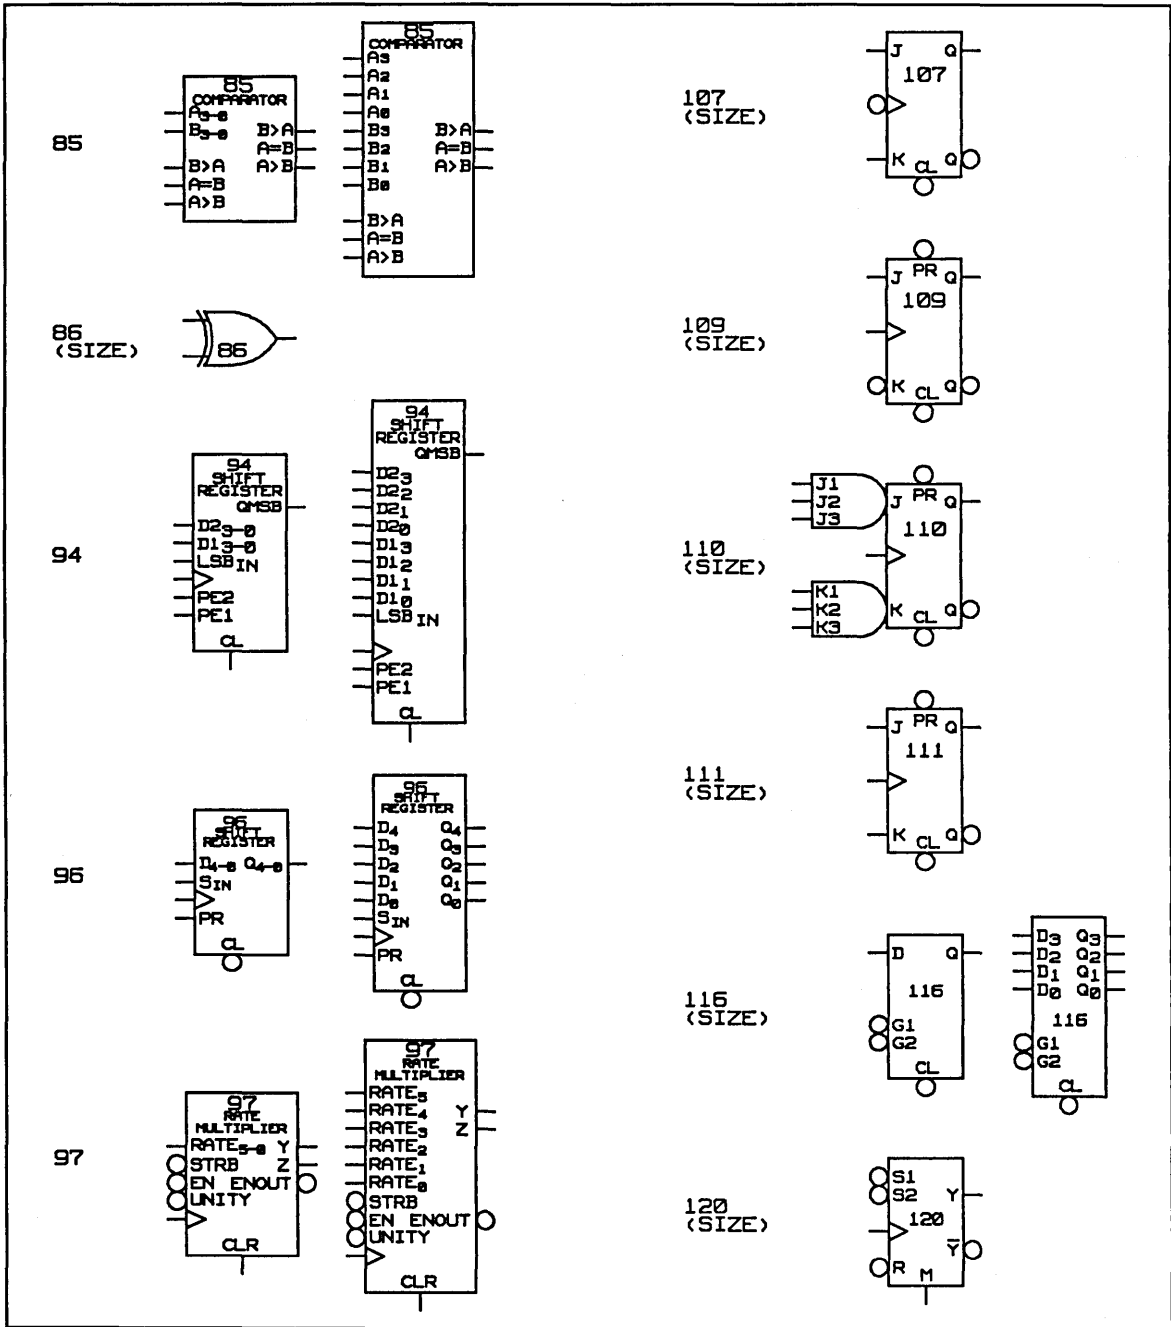 85
85
COMPARATOR
A3-0
B3-0 B>A
A=B
B>A A>B
A=B
A>B
85
COMPARATOR
A3
A2
A1
A0
B3 B>A
B2 A=B
B1 A>B
B0
B>A
A=B
A>B
86
(SIZE)
86
94
94
SHIFT
REGISTER
QMSB
D23-0
D13-0
LSBIN
PE2
PE1
CL
94
SHIFT
REGISTER
QMSB
D23
D22
D21
D20
D13
D12
D11
D10
LSBIN
PE2
PE1
CL
96
96
SHIFT
REGISTER
D4-0 Q4-0
SIN
PR
CL
96
SHIFT
REGISTER
D4 Q4
D3 Q3
D2 Q2
D1 Q1
D0 Q0
SIN
PR
CL
97
97
RATE
MULTIPLIER
RATE5-0 Y
STRB Z
EN ENOUT
UNITY
CLR
97
RATE
MULTIPLIER
RATE5
RATE4 Y
RATE3 Z
RATE2
RATE1
RATE0
STRB
EN ENOUT
UNITY
CLR
107
(SIZE)
J Q
107
K CL Q
109
(SIZE)
J PR Q
109
K CL Q
110
(SIZE)
J1
J2
J3
J PR Q
110
K1
K2
K3
K CL Q
111
(SIZE)
J PR Q
111
K CL Q
116
(SIZE)
D Q
116
G1
G2
CL
D3 Q3
D2 Q2
D1 Q1
D0 Q0
116
G1
G2
CL
120
(SIZE)
S1
S2 Y
120
Y̅
R
M